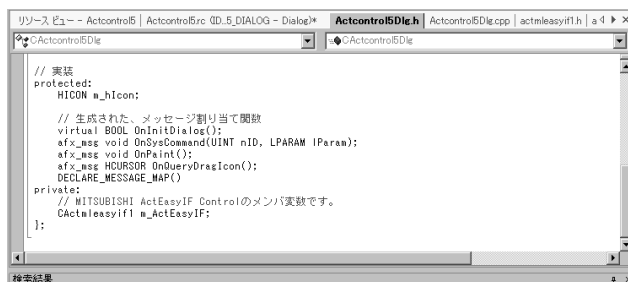 リソース ビュー - Actcontrol5 | Actcontrol5.rc (ID...5_DIALOG - Dialog)* Actcontrol5Dlg.h | Actcontrol5Dlg.cpp | actmleasyif1.h | a
CActcontrol5Dlg CActcontrol5Dlg
// 実装
protected:
HICON m_hIcon;
// 生成された、メッセージ割り当て関数
virtual BOOL OnInitDialog();
afx_msg void OnSysCommand(UINT nID, LPARAM lParam);
afx_msg void OnPaint();
afx_msg HCURSOR OnQueryDragIcon();
DECLARE_MESSAGE_MAP()
private:
// MITSUBISHI ActEasyIF Controlのメンバ変数です。
CActmleasyif1 m_ActEasyIF;
};
検索結果